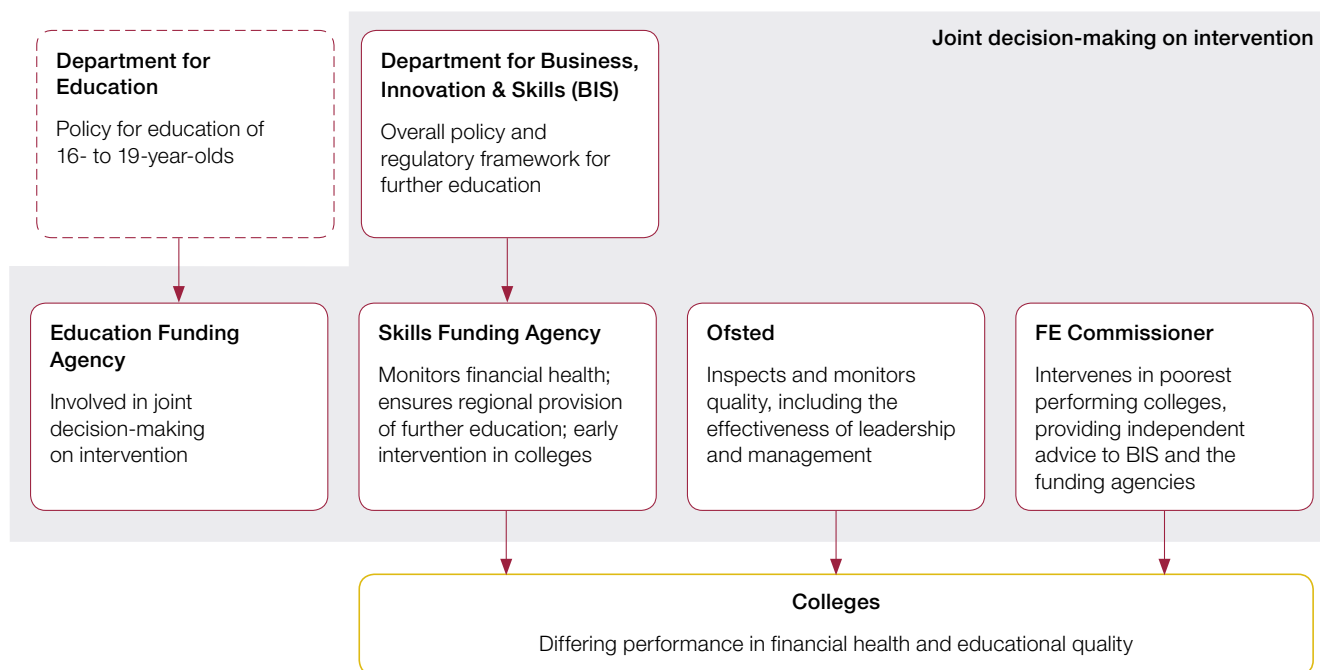 Joint decision-making on intervention
Department for
Education
Policy for education of
16- to 19-year-olds
Department for Business,
Innovation & Skills (BIS)
Overall policy and
regulatory framework for
further education
Education Funding
Agency
Involved in joint
decision-making
on intervention
Skills Funding Agency
Monitors financial health;
ensures regional provision
of further education; early
intervention in colleges
Ofsted
Inspects and monitors
quality, including the
effectiveness of leadership
and management
FE Commissioner
Intervenes in poorest
performing colleges,
providing independent
advice to BIS and the
funding agencies
Colleges
Differing performance in financial health and educational quality